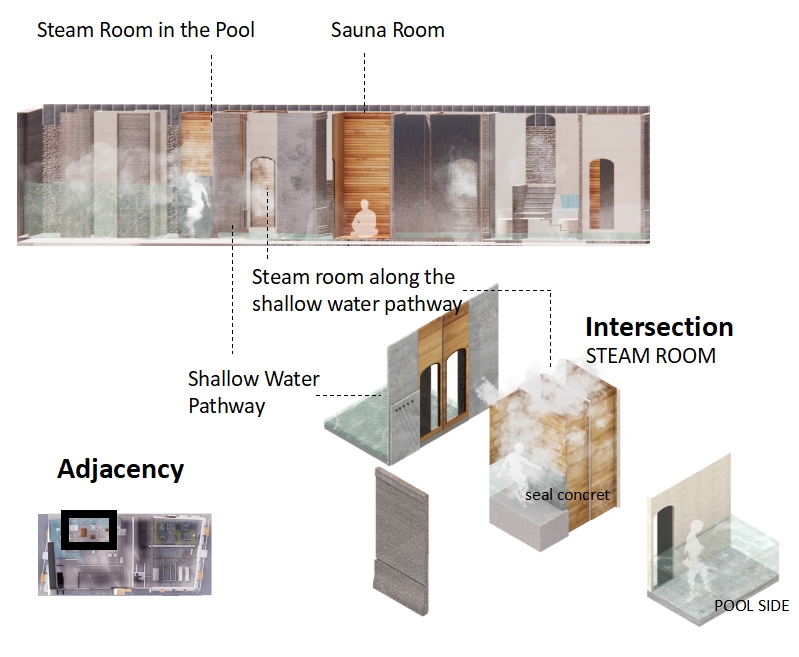 Steam Room in the Pool
Sauna Room
Steam room along the
shallow water pathway
Intersection
STEAM ROOM
Shallow Water
Pathway
Adjacency
seal concret
POOL SIDE